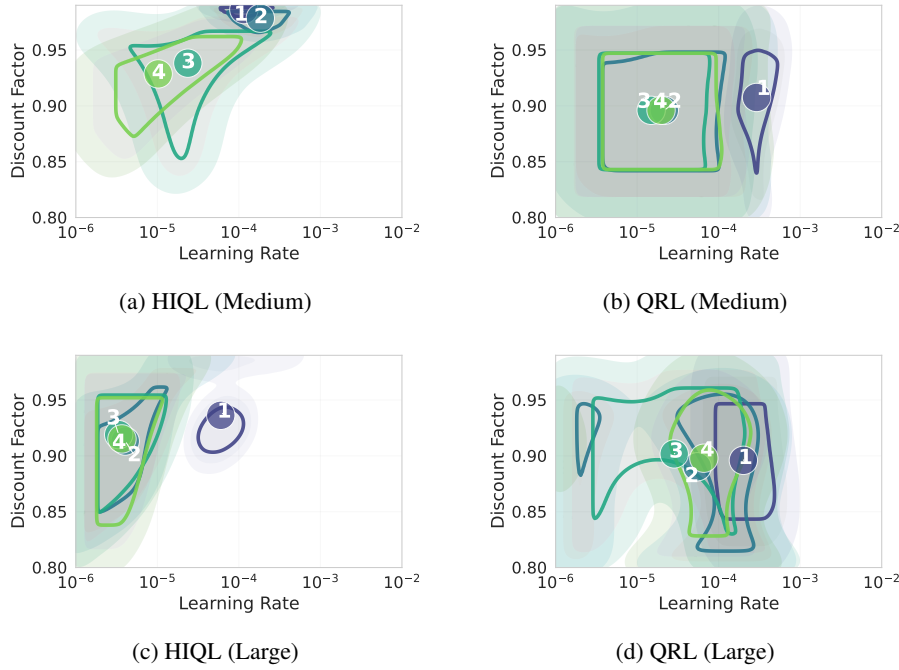 Discount Factor
0.95
0.90
0.85
0.80
1 2
3
4
10^-6 10^-5 10^-4 10^-3 10^-2
Learning Rate
(a) HIQL (Medium)
Discount Factor
0.95
0.90
0.85
0.80
1
3 4 2
10^-6 10^-5 10^-4 10^-3 10^-2
Learning Rate
(b) QRL (Medium)
Discount Factor
0.95
0.90
0.85
0.80
1
3
4
2
10^-6 10^-5 10^-4 10^-3 10^-2
Learning Rate
(c) HIQL (Large)
Discount Factor
0.95
0.90
0.85
0.80
3 4 1
2
10^-6 10^-5 10^-4 10^-3 10^-2
Learning Rate
(d) QRL (Large)